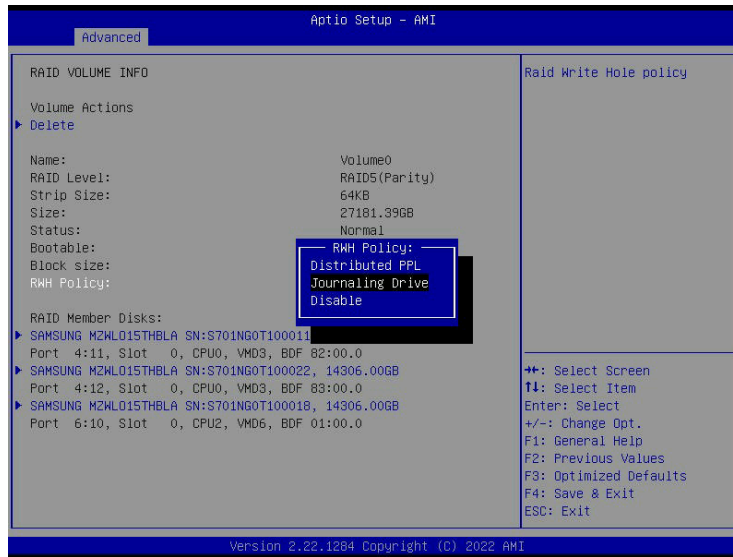 Aptio Setup - AMI
Advanced
RAID VOLUME INFO
Volume Actions
Delete
Name: Volume0
RAID Level: RAID5(Parity)
Strip Size: 64KB
Size: 27181.39GB
Status: Normal
Bootable:
Block size:
RWH Policy:
RWH Policy:
Distributed PPL
Journaling Drive
Disable
RAID Member Disks:
SAMSUNG MZWLO15THBLA SN:S701NG0T100011
Port 4:11, Slot 0, CPU0, VMD3, BDF 82:00.0
SAMSUNG MZWLO15THBLA SN:S701NG0T100022, 14306.00GB
Port 4:12, Slot 0, CPU0, VMD3, BDF 83:00.0
SAMSUNG MZWLO15THBLA SN:S701NG0T100018, 14306.00GB
Port 6:10, Slot 0, CPU2, VMD6, BDF 01:00.0
Raid Write Hole policy
→←: Select Screen
↑↓: Select Item
Enter: Select
+/-: Change Opt.
F1: General Help
F2: Previous Values
F3: Optimized Defaults
F4: Save & Exit
ESC: Exit
Version 2.22.1284 Copyright (C) 2022 AMI